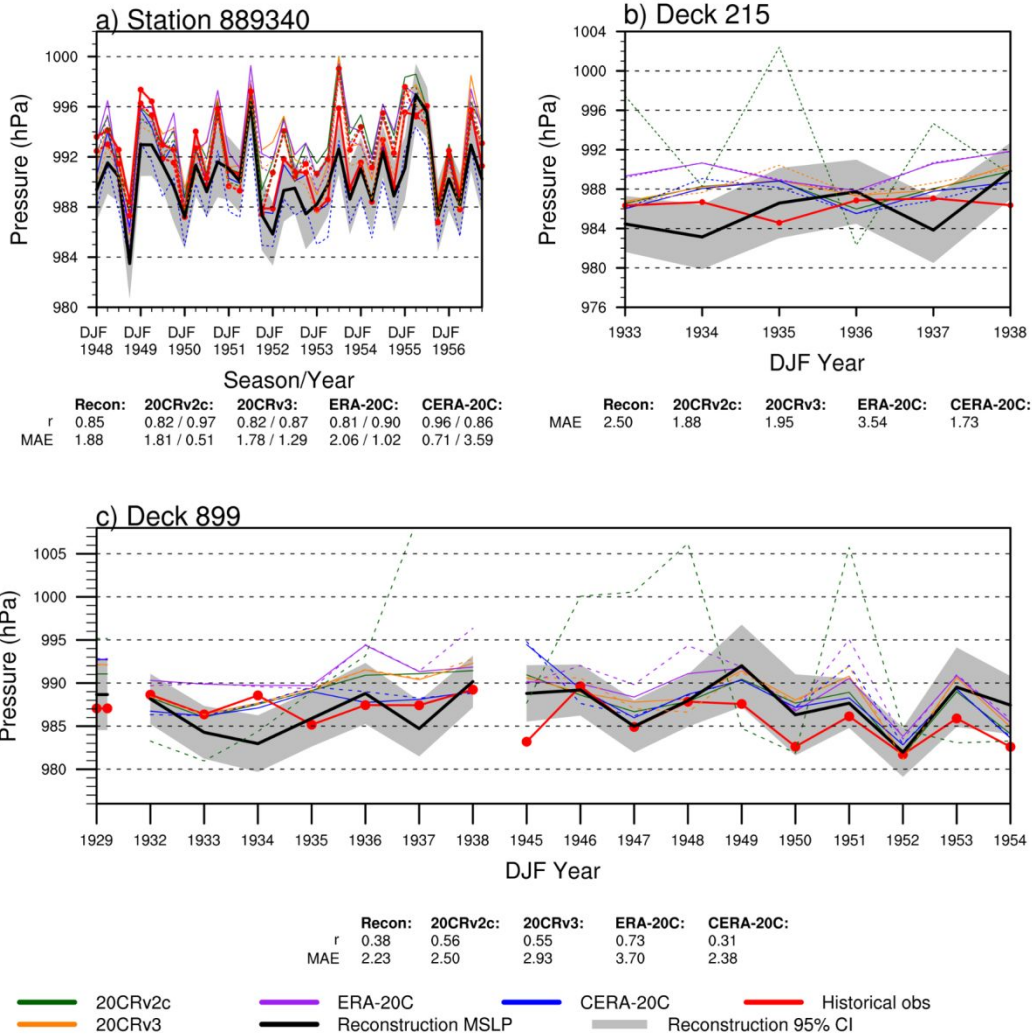 a) Station 889340
Pressure (hPa)
1000
996
992
988
984
980
DJF DJF DJF DJF DJF DJF DJF DJF DJF
1948 1949 1950 1951 1952 1953 1954 1955 1956
Season/Year
Recon: 20CRv2c: 20CRv3: ERA-20C: CERA-20C:
r 0.85 0.82 / 0.97 0.82 / 0.87 0.81 / 0.90 0.96 / 0.86
MAE 1.88 1.81 / 0.51 1.78 / 1.29 2.06 / 1.02 0.71 / 3.59
b) Deck 215
Pressure (hPa)
1004
1000
996
992
988
984
980
976
1933 1934 1935 1936 1937 1938
DJF Year
Recon: 20CRv2c: 20CRv3: ERA-20C: CERA-20C:
MAE 2.50 1.88 1.95 3.54 1.73
c) Deck 899
Pressure (hPa)
1005
1000
995
990
985
980
1929 1932 1933 1934 1935 1936 1937 1938 1945 1946 1947 1948 1949 1950 1951 1952 1953 1954
DJF Year
Recon: 20CRv2c: 20CRv3: ERA-20C: CERA-20C:
r 0.38 0.56 0.55 0.73 0.31
MAE 2.23 2.50 2.93 3.70 2.38
20CRv2c ERA-20C CERA-20C Historical obs
20CRv3 Reconstruction MSLP Reconstruction 95% CI